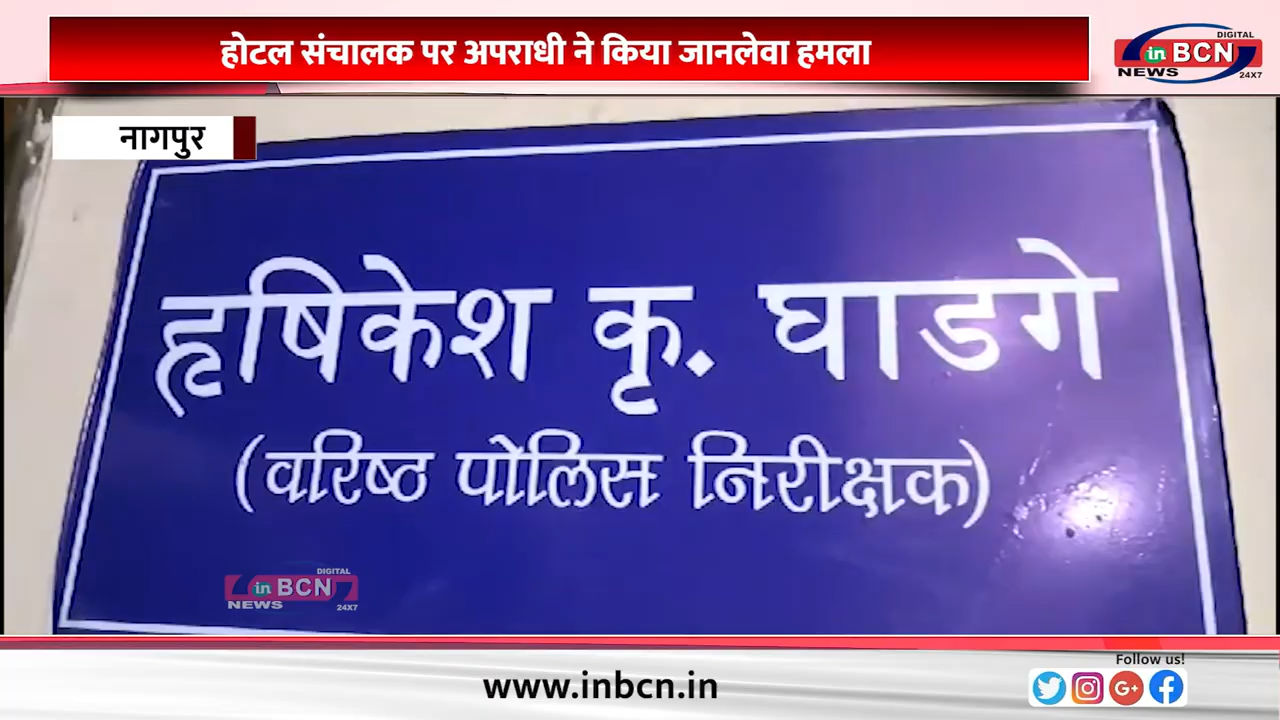 होटल संचालक पर अपराधी ने किया जानलेवा हमला
DIGITAL
in BCN
NEWS 24X7
नागपुर
हृषिकेश कृ. घाडगे
(वरिष्ठ पोलिस निरीक्षक)
DIGITAL
in BCN
NEWS 24X7
Follow us!
www.inbcn.in